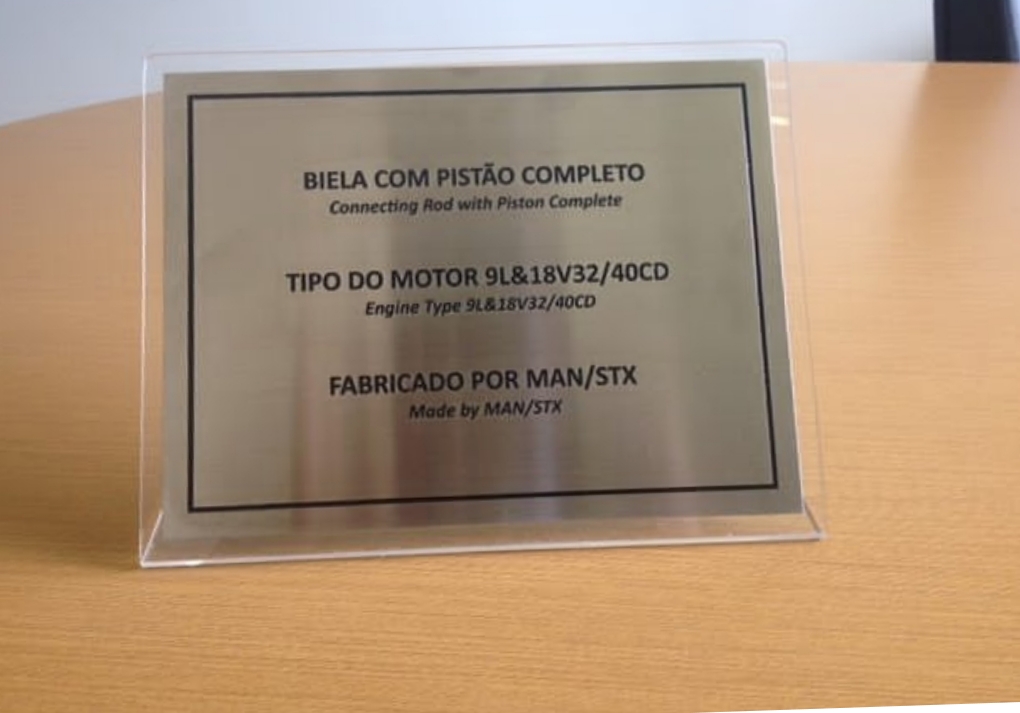 BIELA COM PISTÃO COMPLETO
Connecting Rod with Piston Complete
TIPO DO MOTOR 9L&18V32/40CD
Engine Type 9L&18V32/40CD
FABRICADO POR MAN/STX
Made by MAN/STX